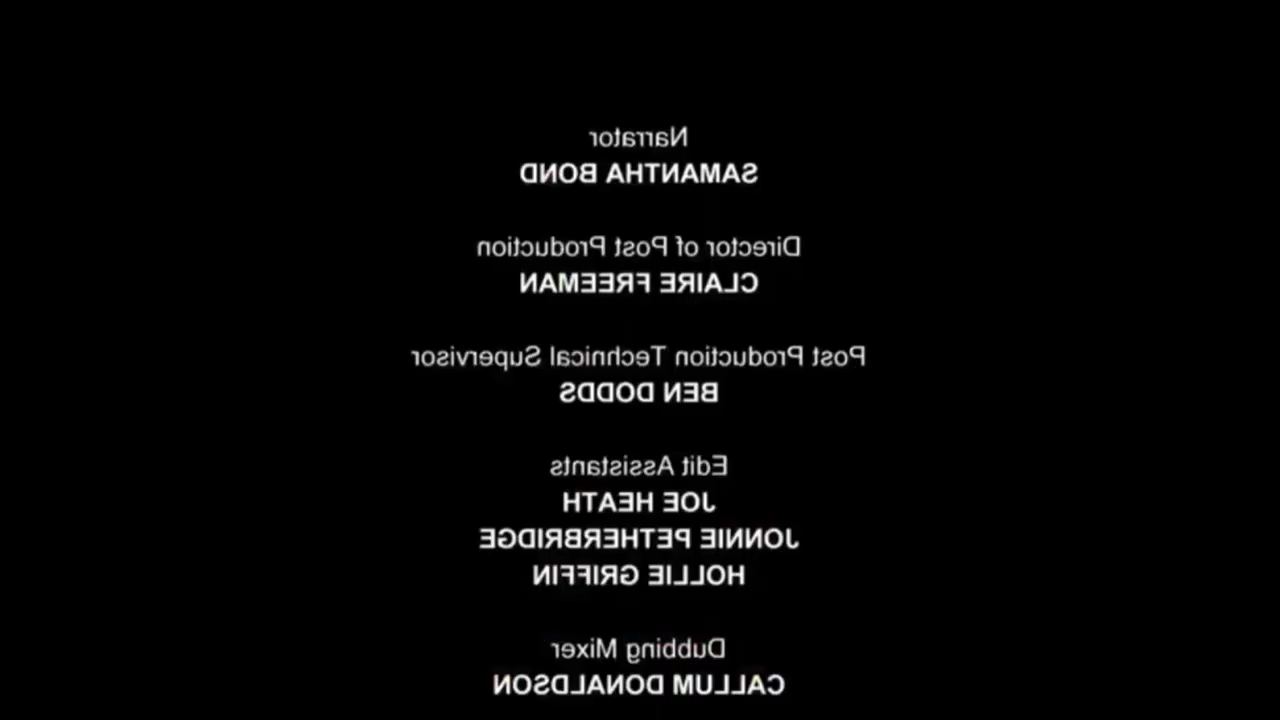 Narrator
SAMANTHA BOND
Director of Post Production
CLAIRE FREEMAN
Post Production Technical Supervisor
BEN DODDS
Edit Assistants
JOE HEATH
JONNIE PETHERBRIDGE
HOLLIE GRIFFIN
Dubbing Mixer
CALLUM DONALDSON